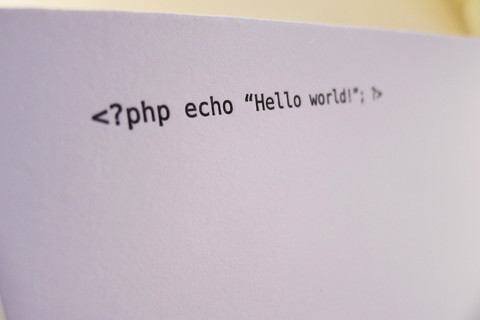 <?php echo “Hello world!”; ?>